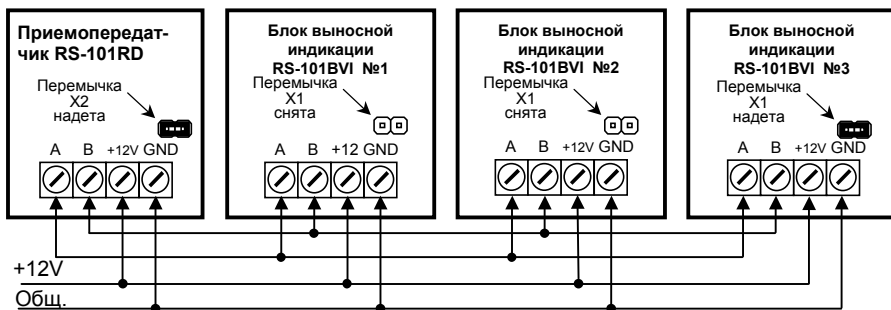 Приемопередат-
чик RS-101RD
Перемычка
X2
надета
A B +12V GND
Блок выносной
индикации
RS-101BVI №1
Перемычка
X1
снята
A B +12 GND
Блок выносной
индикации
RS-101BVI №2
Перемычка
X1
снята
A B +12V GND
Блок выносной
индикации
RS-101BVI №3
Перемычка
X1
надета
A B +12V GND
+12V
Общ.